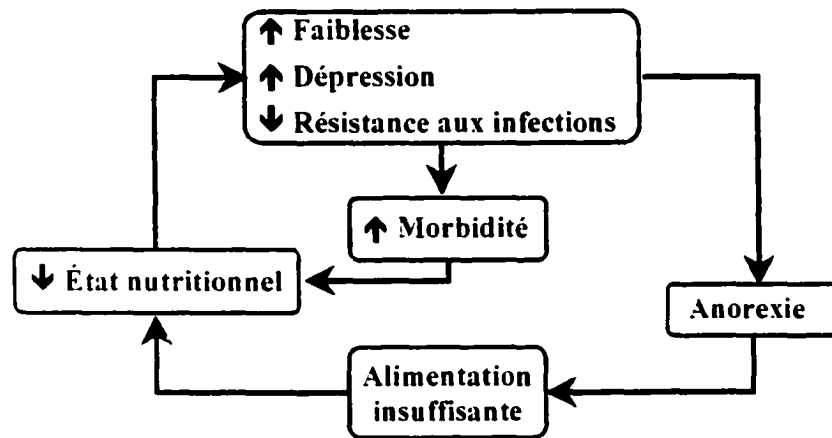 ↑ Faiblesse
↑ Dépression
↓ Résistance aux infections
↑ Morbidité
↓ État nutritionnel
Anorexie
Alimentation
insuffisante